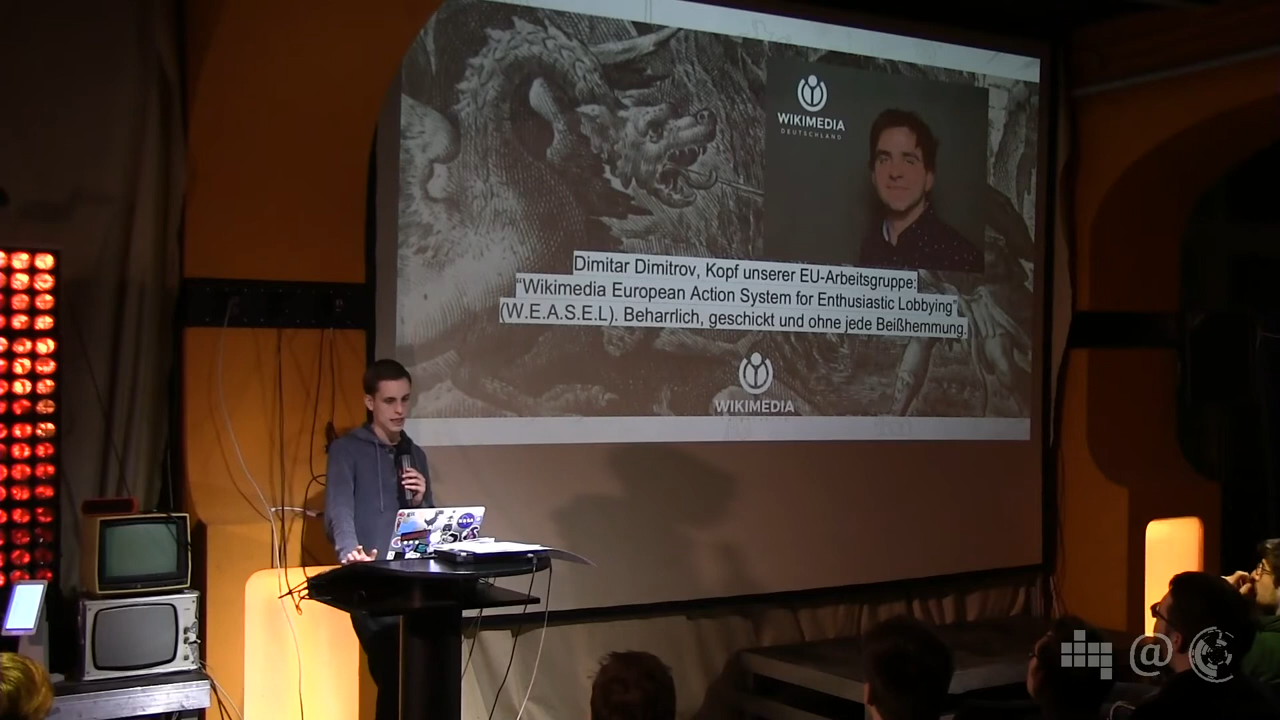 WIKIMEDIA
DEUTSCHLAND
Dimitar Dimitrov, Kopf unserer EU-Arbeitsgruppe:
“Wikimedia European Action System for Enthusiastic Lobbying”
(W.E.A.S.E.L). Beharrlich, geschickt und ohne jede Beißhemmung.
WIKIMEDIA
NASA
@